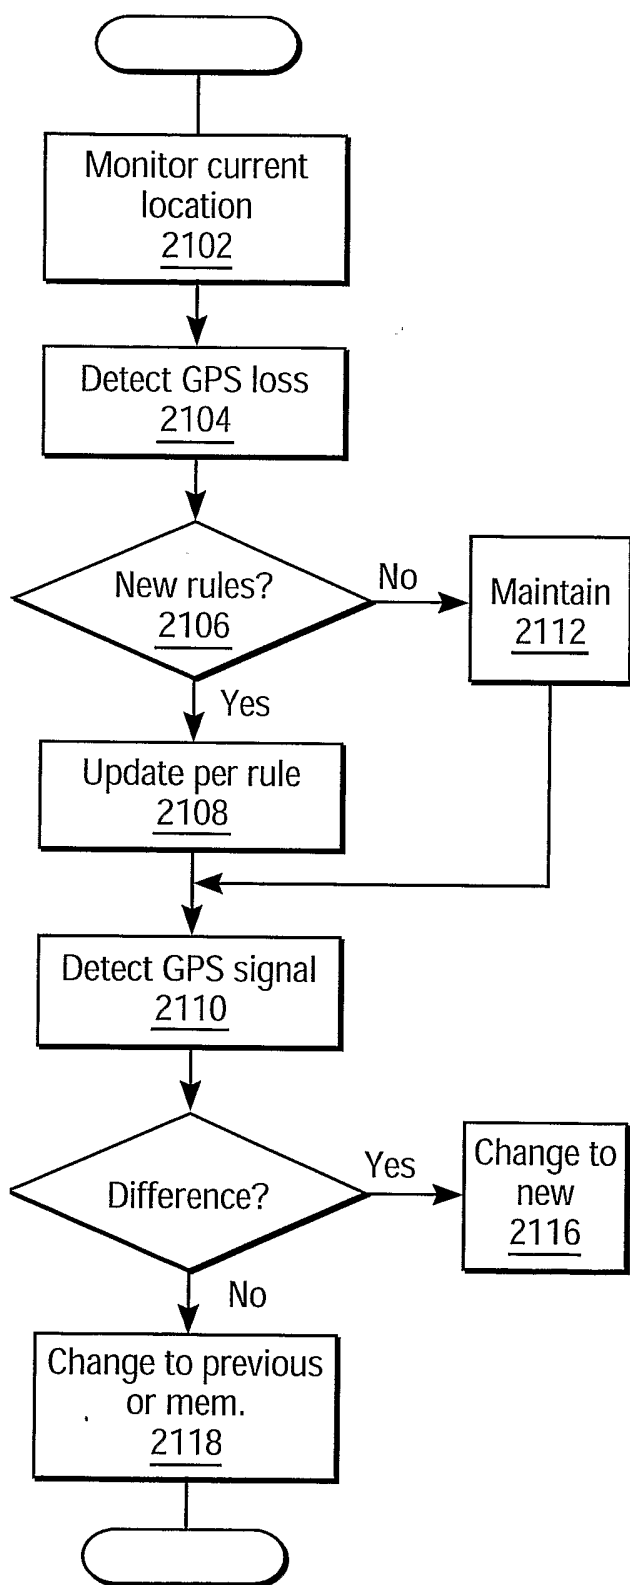 Monitor current
location
2102
Detect GPS loss
2104
New rules?
2106
No
Maintain
2112
Yes
Update per rule
2108
Detect GPS signal
2110
Difference?
Yes
Change to
new
2116
No
Change to previous
or mem.
2118